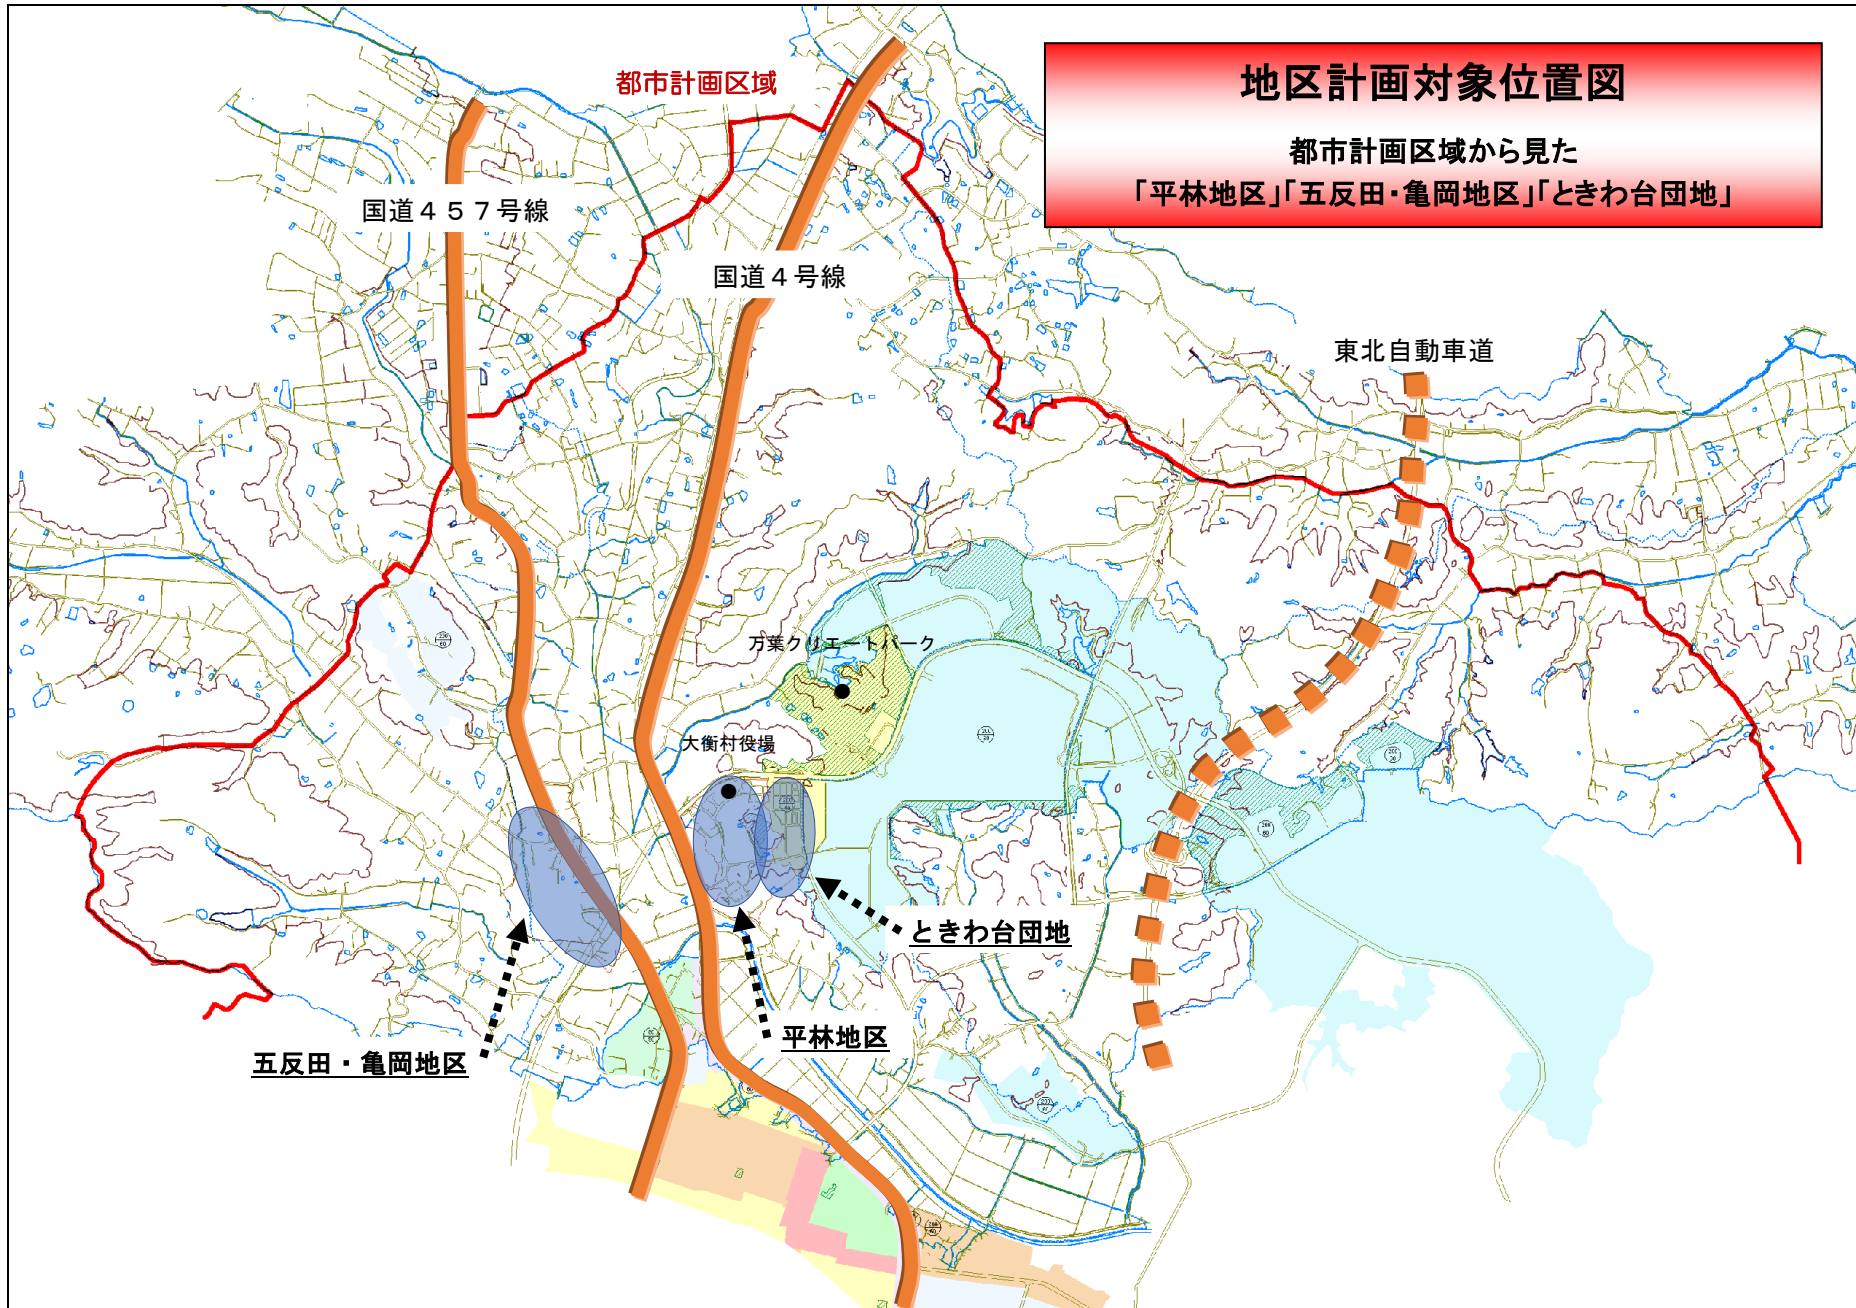 地区計画対象位置図
都市計画区域から見た
「平林地区」「五反田・亀岡地区」「ときわ台団地」
都市計画区域
国道４５７号線
国道４号線
東北自動車道
万葉クリエートパーク
大衡村役場
ときわ台団地
平林地区
五反田・亀岡地区